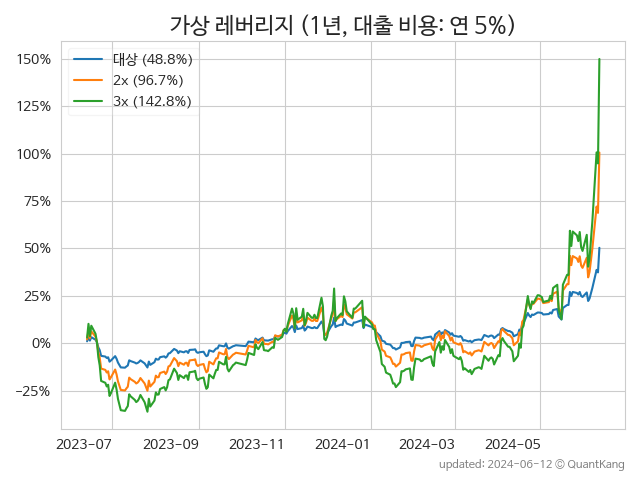 가상 레버리지 (1년, 대출 비용: 연 5%)
150%
125%
100%
75%
50%
25%
0%
−25%
대상 (48.8%)
2x (96.7%)
3x (142.8%)
2023-07
2023-09
2023-11
2024-01
2024-03
2024-05
updated: 2024-06-12 © QuantKang